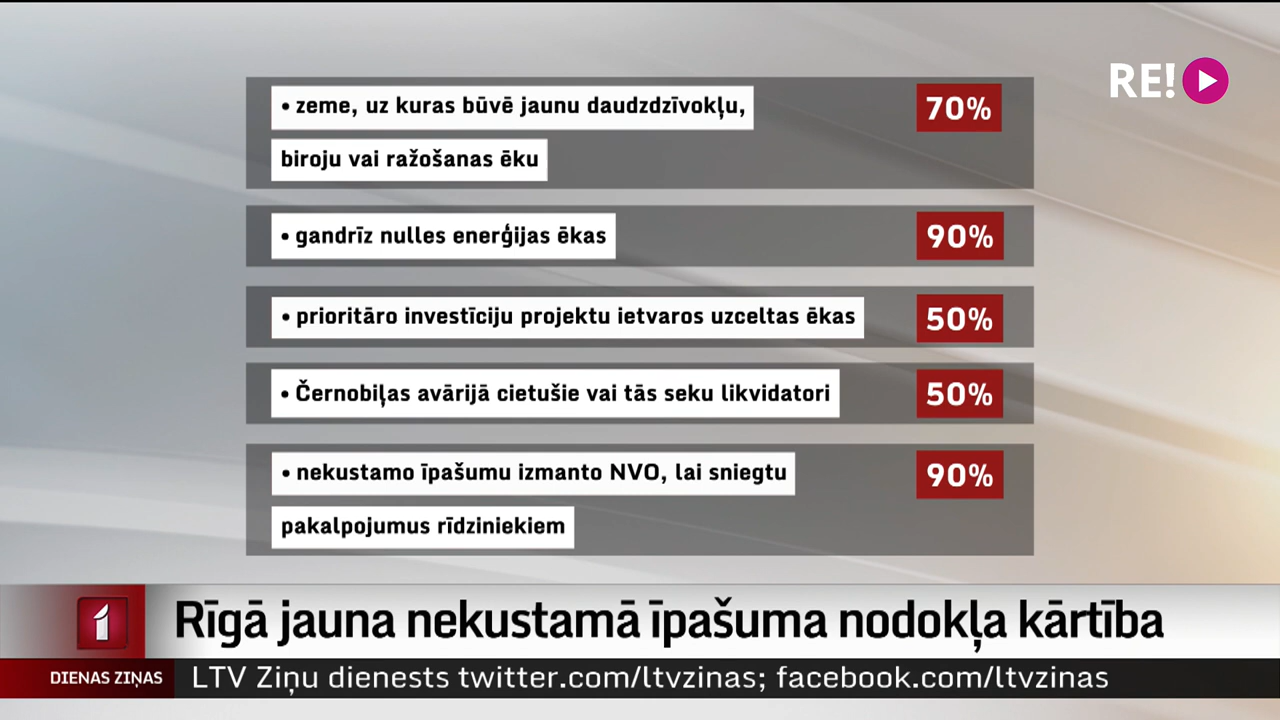 RE!
• zeme, uz kuras būvē jaunu daudzdzīvokļu,
biroju vai ražošanas ēku
70%
• gandrīz nulles enerģijas ēkas
90%
• prioritāro investīciju projektu ietvaros uzceltas ēkas
50%
• Černobiļas avārijā cietušie vai tās seku likvidatori
50%
• nekustamo īpašumu izmanto NVO, lai sniegtu
pakalpojumus rīdziniekiem
90%
1
Rīgā jauna nekustamā īpašuma nodokļa kārtība
DIENAS ZIŅAS
LTV Ziņu dienests twitter.com/ltvzinas; facebook.com/ltvzinas